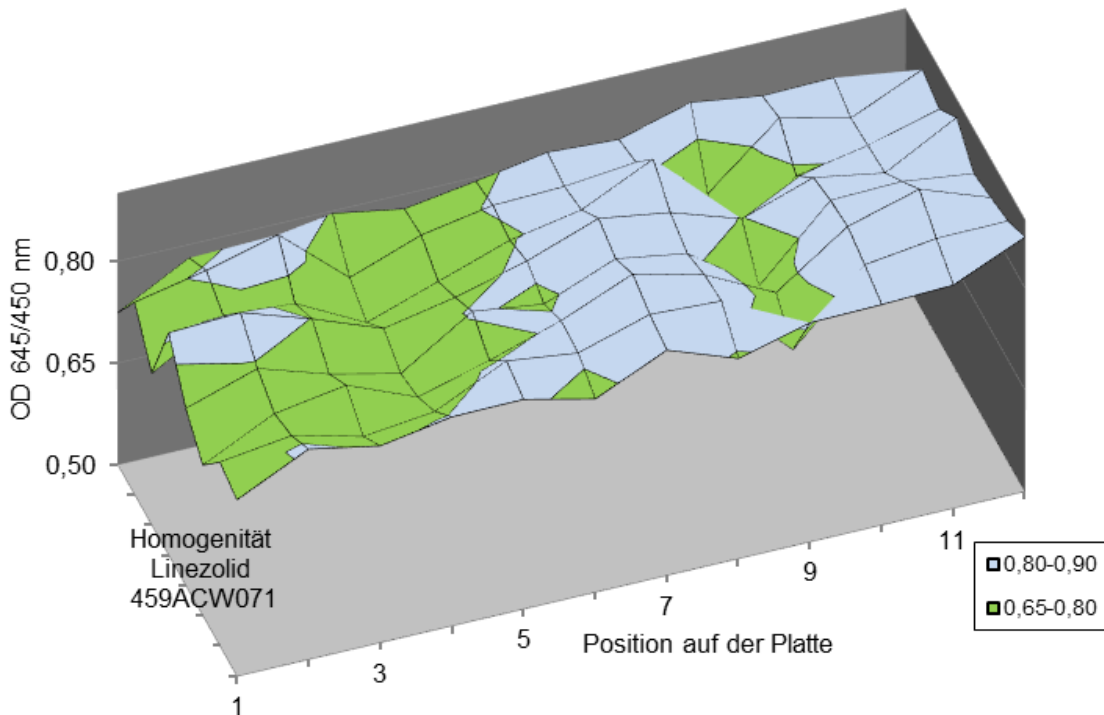 OD 645/450 nm
0,80
0,65
0,50
Homogenität
Linezolid
459ACW071
1
3
5
7
9
11
Position auf der Platte
0,80-0,90
0,65-0,80